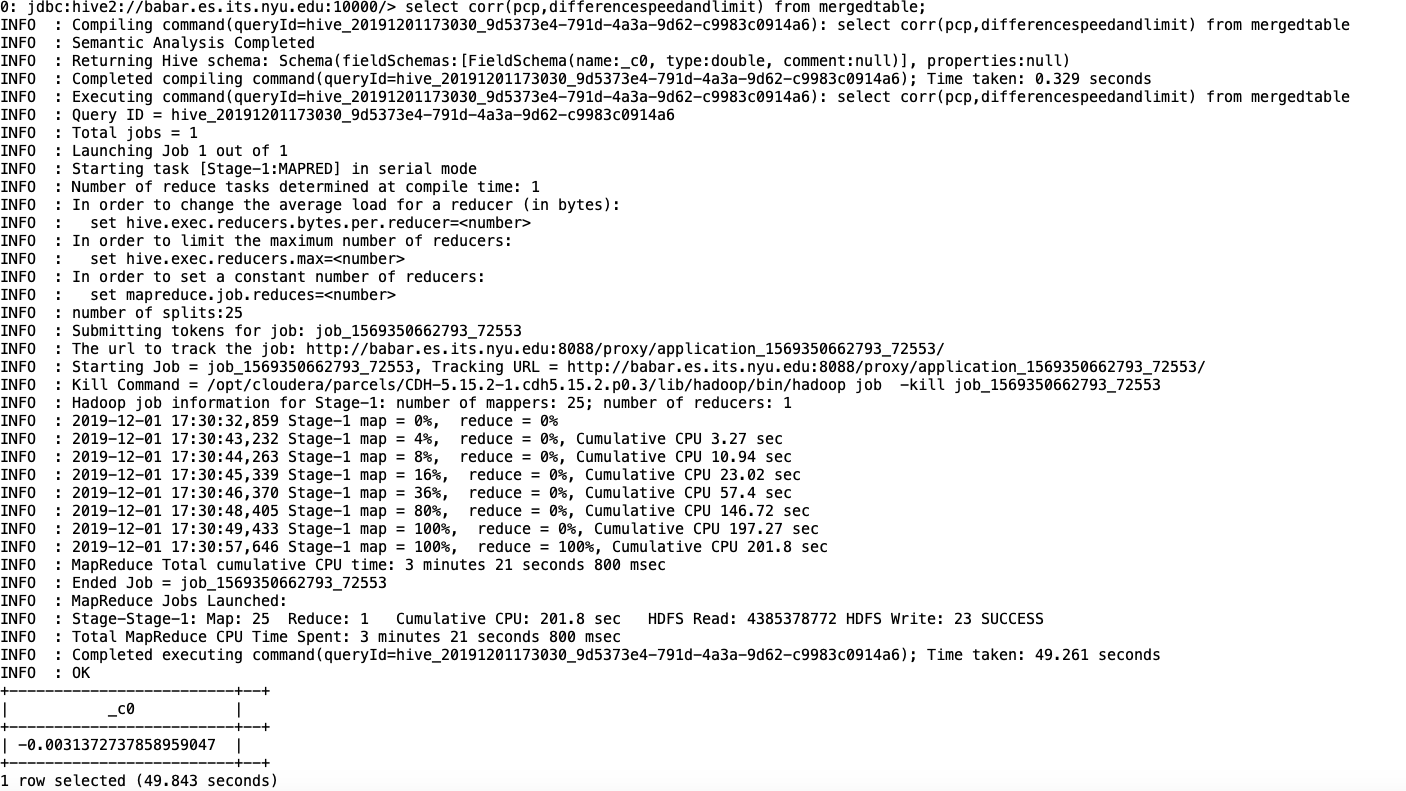 0: jdbc:hive2://babar.es.its.nyu.edu:10000/> select corr(pcp,differencespeedandlimit) from mergedtable;
INFO  : Compiling command(queryId=hive_20191201173030_9d5373e4-791d-4a3a-9d62-c9983c0914a6): select corr(pcp,differencespeedandlimit) from mergedtable
INFO  : Semantic Analysis Completed
INFO  : Returning Hive schema: Schema(fieldSchemas:[FieldSchema(name:_c0, type:double, comment:null)], properties:null)
INFO  : Completed compiling command(queryId=hive_20191201173030_9d5373e4-791d-4a3a-9d62-c9983c0914a6); Time taken: 0.329 seconds
INFO  : Executing command(queryId=hive_20191201173030_9d5373e4-791d-4a3a-9d62-c9983c0914a6): select corr(pcp,differencespeedandlimit) from mergedtable
INFO  : Query ID = hive_20191201173030_9d5373e4-791d-4a3a-9d62-c9983c0914a6
INFO  : Total jobs = 1
INFO  : Launching Job 1 out of 1
INFO  : Starting task [Stage-1:MAPRED] in serial mode
INFO  : Number of reduce tasks determined at compile time: 1
INFO  : In order to change the average load for a reducer (in bytes):
INFO  :   set hive.exec.reducers.bytes.per.reducer=<number>
INFO  : In order to limit the maximum number of reducers:
INFO  :   set hive.exec.reducers.max=<number>
INFO  : In order to set a constant number of reducers:
INFO  :   set mapreduce.job.reduces=<number>
INFO  : number of splits:25
INFO  : Submitting tokens for job: job_1569350662793_72553
INFO  : The url to track the job: http://babar.es.its.nyu.edu:8088/proxy/application_1569350662793_72553/
INFO  : Starting Job = job_1569350662793_72553, Tracking URL = http://babar.es.its.nyu.edu:8088/proxy/application_1569350662793_72553/
INFO  : Kill Command = /opt/cloudera/parcels/CDH-5.15.2-1.cdh5.15.2.p0.3/lib/hadoop/bin/hadoop job  -kill job_1569350662793_72553
INFO  : Hadoop job information for Stage-1: number of mappers: 25; number of reducers: 1
INFO  : 2019-12-01 17:30:32,859 Stage-1 map = 0%,  reduce = 0%
INFO  : 2019-12-01 17:30:43,232 Stage-1 map = 4%,  reduce = 0%, Cumulative CPU 3.27 sec
INFO  : 2019-12-01 17:30:44,263 Stage-1 map = 8%,  reduce = 0%, Cumulative CPU 10.94 sec
INFO  : 2019-12-01 17:30:45,339 Stage-1 map = 16%,  reduce = 0%, Cumulative CPU 23.02 sec
INFO  : 2019-12-01 17:30:46,370 Stage-1 map = 36%,  reduce = 0%, Cumulative CPU 57.4 sec
INFO  : 2019-12-01 17:30:48,405 Stage-1 map = 80%,  reduce = 0%, Cumulative CPU 146.72 sec
INFO  : 2019-12-01 17:30:49,433 Stage-1 map = 100%,  reduce = 0%, Cumulative CPU 197.27 sec
INFO  : 2019-12-01 17:30:57,646 Stage-1 map = 100%,  reduce = 100%, Cumulative CPU 201.8 sec
INFO  : MapReduce Total cumulative CPU time: 3 minutes 21 seconds 800 msec
INFO  : Ended Job = job_1569350662793_72553
INFO  : MapReduce Jobs Launched:
INFO  : Stage-Stage-1: Map: 25  Reduce: 1   Cumulative CPU: 201.8 sec   HDFS Read: 4385378772 HDFS Write: 23 SUCCESS
INFO  : Total MapReduce CPU Time Spent: 3 minutes 21 seconds 800 msec
INFO  : Completed executing command(queryId=hive_20191201173030_9d5373e4-791d-4a3a-9d62-c9983c0914a6); Time taken: 49.261 seconds
INFO  : OK
+-------------------------+--+
|           _c0           |
+-------------------------+--+
| -0.0031372737858959047  |
+-------------------------+--+
1 row selected (49.843 seconds)